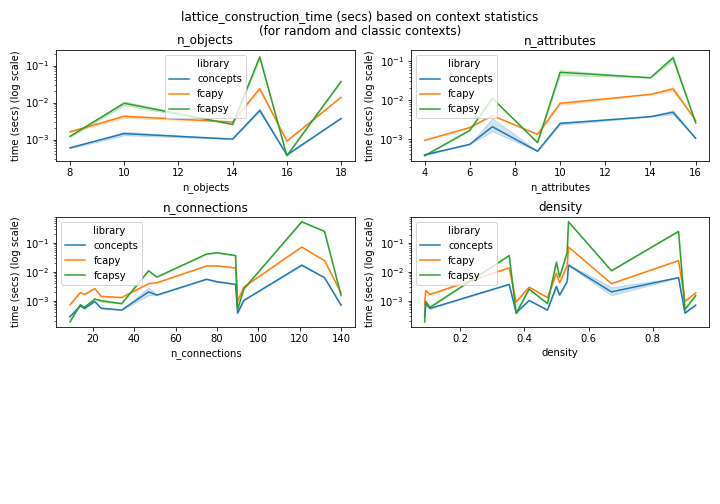 lattice_construction_time (secs) based on context statistics
(for random and classic contexts)
n_objects
n_attributes
time (secs) (log scale)
10⁻¹
10⁻²
10⁻³
library
concepts
fcapy
fcapsy
8 10 12 14 16 18
n_objects
time (secs) (log scale)
10⁻¹
10⁻²
10⁻³
library
concepts
fcapy
fcapsy
4 6 8 10 12 14 16
n_attributes
n_connections
density
time (secs) (log scale)
10⁻¹
10⁻²
10⁻³
library
concepts
fcapy
fcapsy
20 40 60 80 100 120 140
n_connections
time (secs) (log scale)
10⁻¹
10⁻²
10⁻³
library
concepts
fcapy
fcapsy
0.2 0.4 0.6 0.8
density